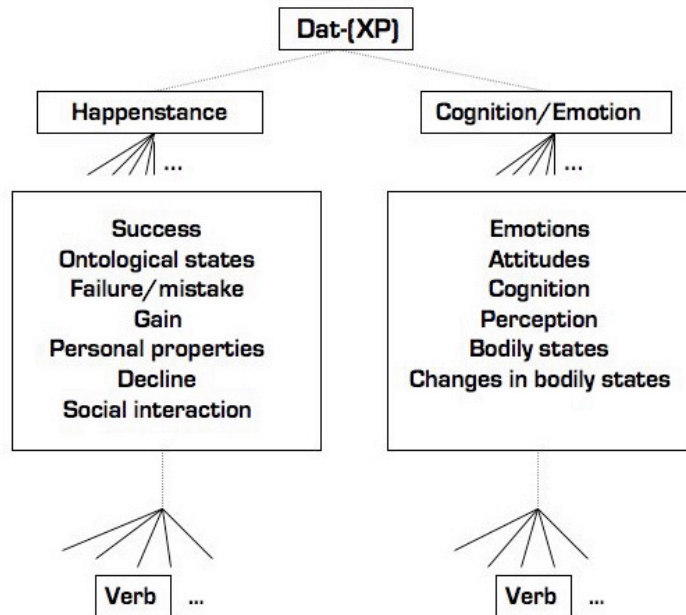 Dat-(XP)
Happenstance
Cognition/Emotion
...
...
Success
Ontological states
Failure/mistake
Gain
Personal properties
Decline
Social interaction
Emotions
Attitudes
Cognition
Perception
Bodily states
Changes in bodily states
Verb ...
Verb ...